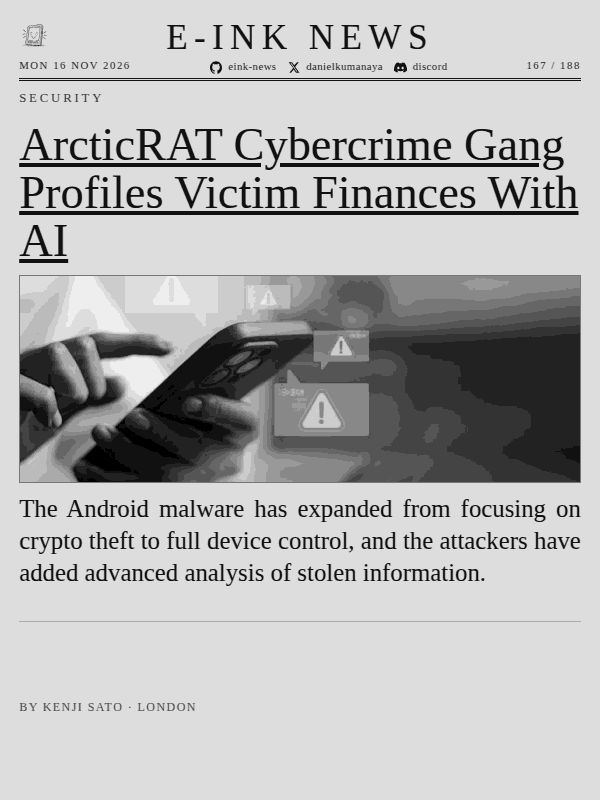 E-INK NEWS
MON 16 NOV 2026
eink-news danielkumanaya discord
167 / 188
SECURITY
ArcticRAT Cybercrime Gang
Profiles Victim Finances With
AI
The Android malware has expanded from focusing on
crypto theft to full device control, and the attackers have
added advanced analysis of stolen information.
BY KENJI SATO · LONDON